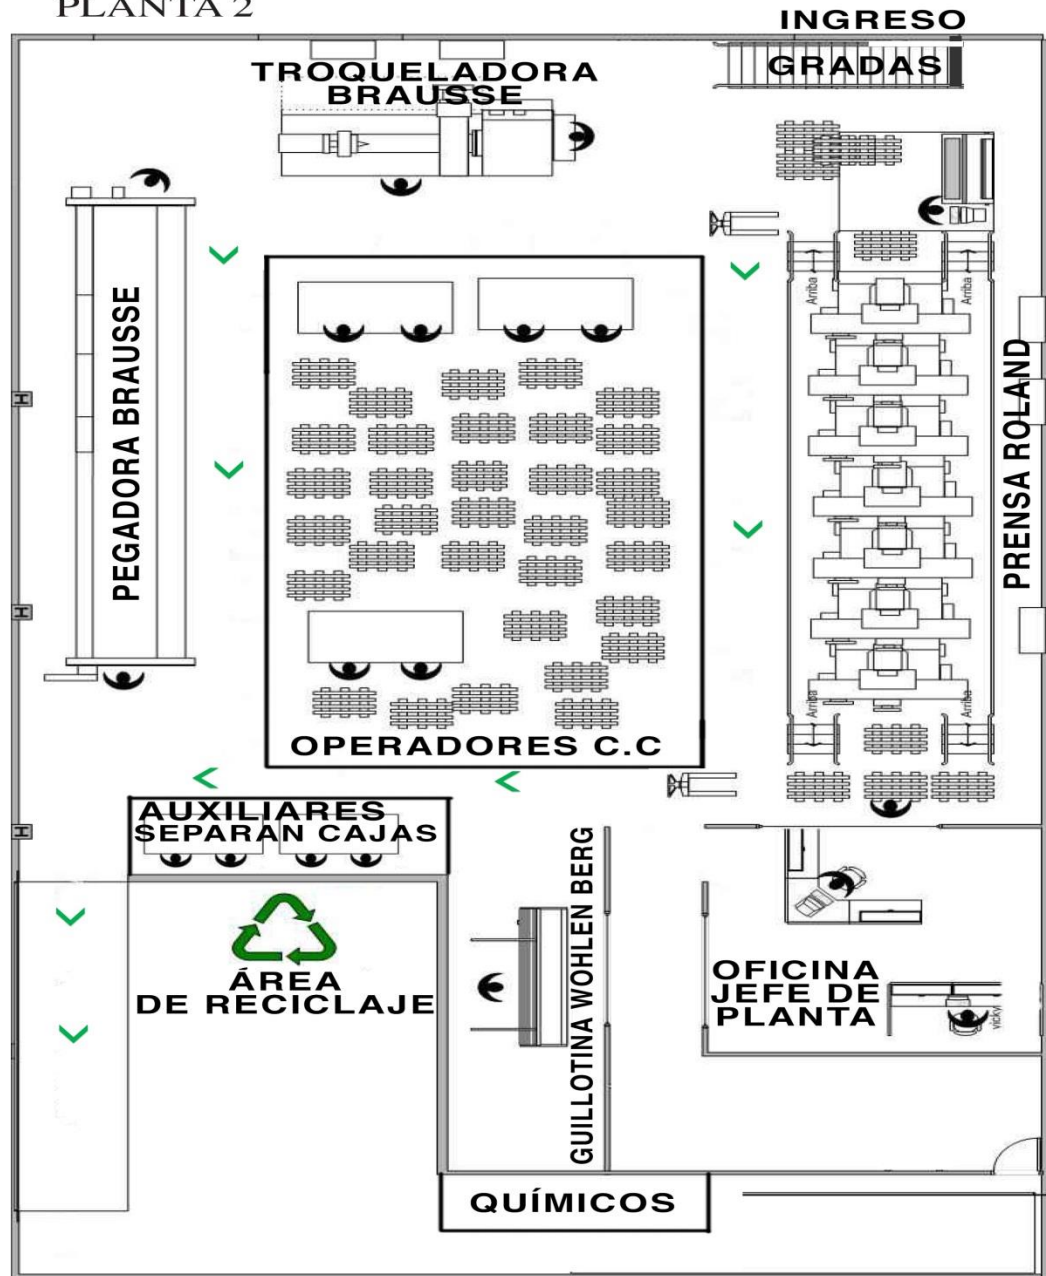 PLANTA 2
INGRESO
GRADAS
TROQUELADORA
BRAUSSE
Arriba
Arriba
PEGADORA BRAUSSE
PRENSA ROLAND
Arriba
Arriba
OPERADORES C.C
AUXILIARES
SEPARAN CAJAS
GUILLOTINA WOHLEN BERG
ÁREA
DE RECICLAJE
OFICINA
JEFE DE
PLANTA
vicky
QUÍMICOS
H
H
H